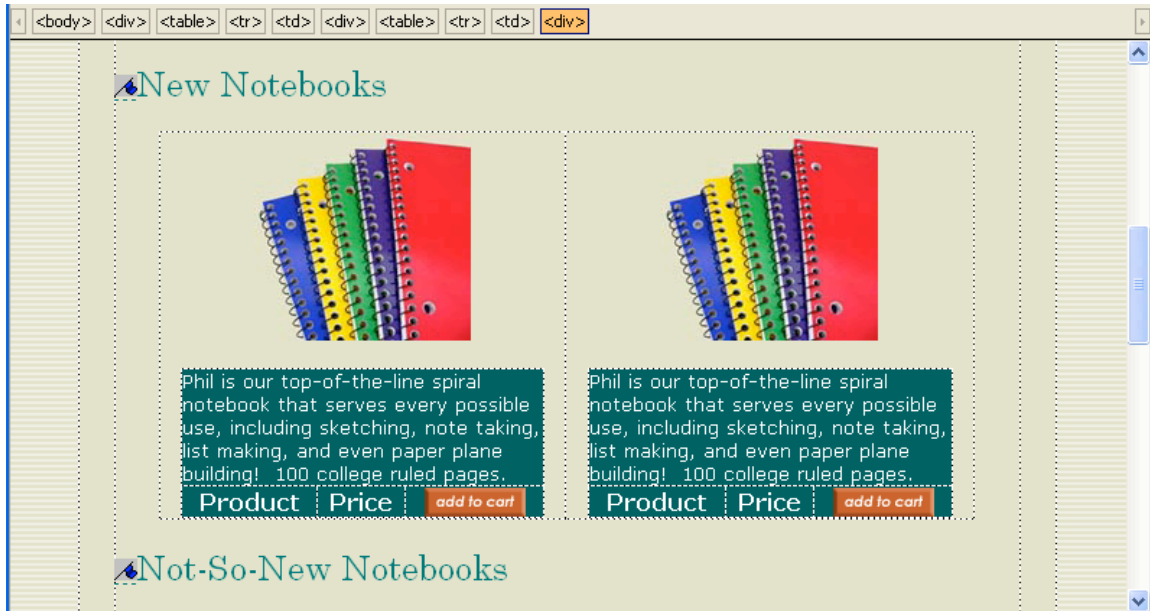 <body> <div> <table> <tr> <td> <div> <table> <tr> <td> <div>
New Notebooks
Phil is our top-of-the-line spiral
notebook that serves every possible
use, including sketching, note taking,
list making, and even paper plane
building!  100 college ruled pages.
Product Price add to cart
Phil is our top-of-the-line spiral
notebook that serves every possible
use, including sketching, note taking,
list making, and even paper plane
building!  100 college ruled pages.
Product Price add to cart
Not-So-New Notebooks